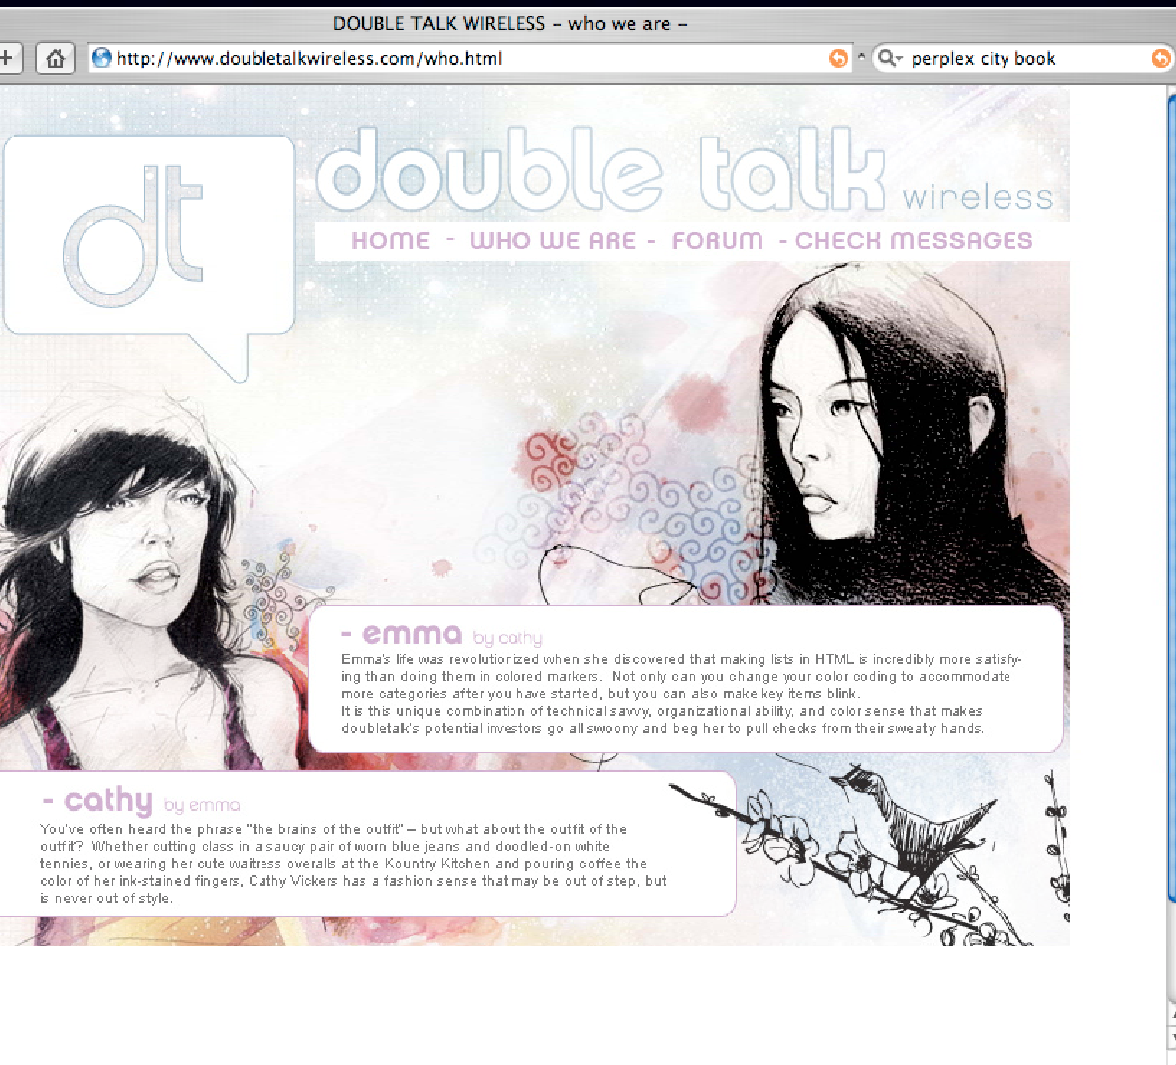 DOUBLE TALK WIRELESS – who we are –
http://www.doubletalkwireless.com/who.html
perplex city book
dt
double talk wireless
HOME - WHO WE ARE - FORUM - CHECK MESSAGES
- emma by cathy
Emma's life was revolutionized when she discovered that making lists in HTML is incredibly more satisfy-
ing than doing them in colored markers. Not only can you change your color coding to accommodate
more categories after you have started, but you can also make key items blink.
It is this unique combination of technical savvy, organizational ability, and color sense that makes
doubletalk's potential investors go all swoony and beg her to pull checks from their sweaty hands.
- cathy by emma
You've often heard the phrase "the brains of the outfit" – but what about the outfit of the
outfit? Whether cutting class in a saucy pair of worn blue jeans and doodled-on white
tennies, or wearing her cute waitress overalls at the Kountry Kitchen and pouring coffee the
color of her ink-stained fingers, Cathy Vickers has a fashion sense that may be out of step, but
is never out of style.